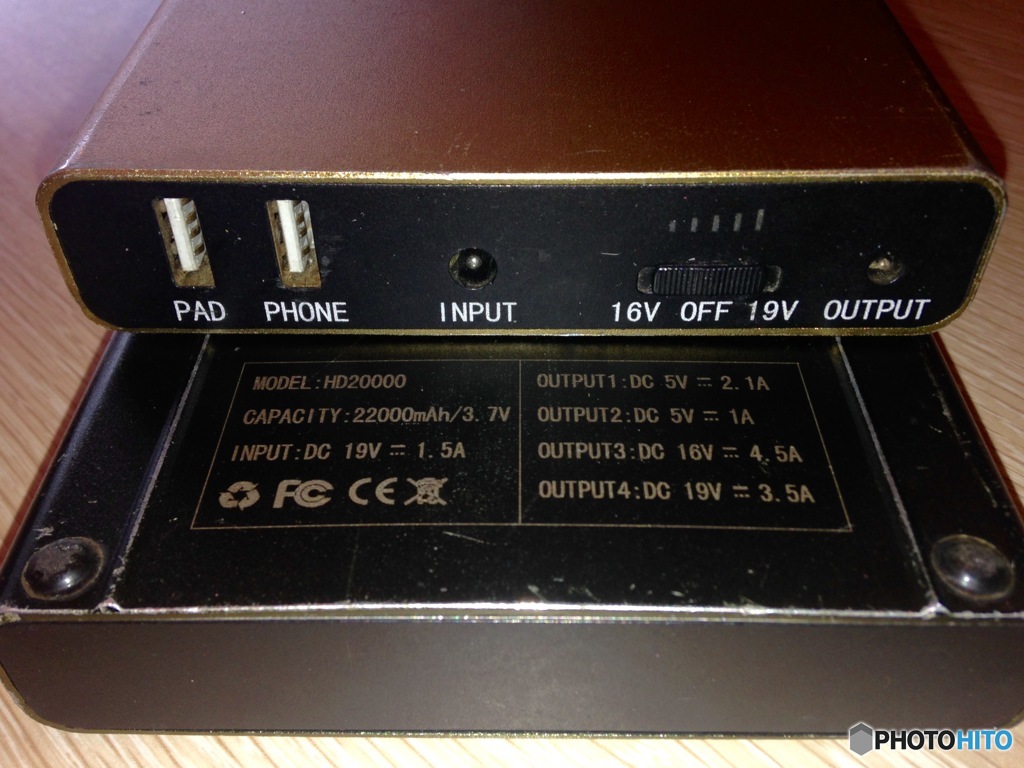 PAD PHONE INPUT 16V OFF 19V OUTPUT
MODEL:HD20000
CAPACITY:22000mAh/3.7V
INPUT:DC 19V ⎓ 1.5A
FC CE
OUTPUT1:DC 5V ⎓ 2.1A
OUTPUT2:DC 5V ⎓ 1A
OUTPUT3:DC 16V ⎓ 4.5A
OUTPUT4:DC 19V ⎓ 3.5A
PHOTOHITO